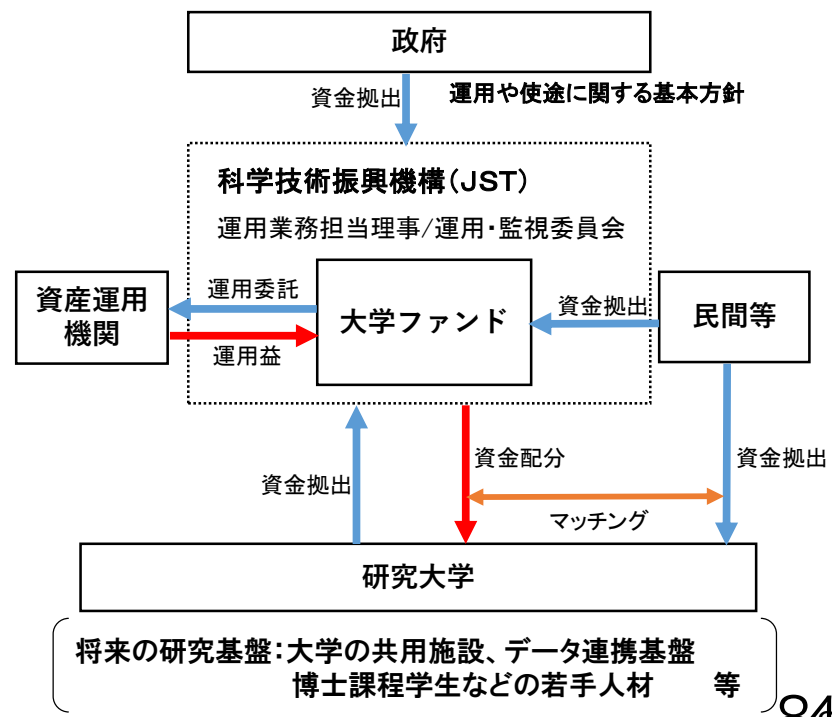 政府
資金拠出
運用や使途に関する基本方針
科学技術振興機構(JST)
運用業務担当理事/運用・監視委員会
資産運用
機関
運用委託
運用益
大学ファンド
資金拠出
民間等
資金拠出
資金配分
資金拠出
マッチング
研究大学
将来の研究基盤:大学の共用施設、データ連携基盤
博士課程学生などの若手人材 等
84